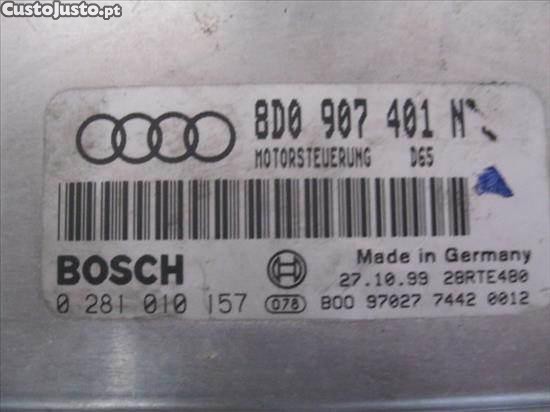 CustoJusto.pt
8D0 907 401 N
MOTORSTEUERUNG D65
BOSCH
Made in Germany
27.10.99 28RTE480
0 281 010 157 078 B00 97027 7442 0012